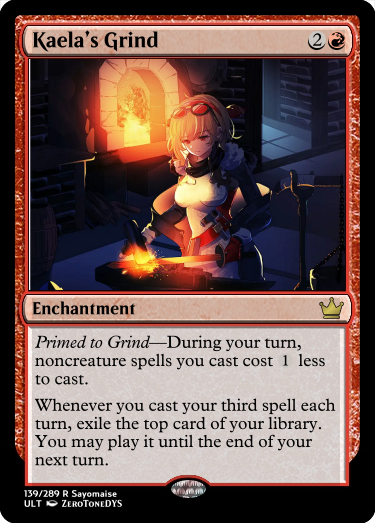 Kaela's Grind 2
Enchantment
Primed to Grind—During your turn,
noncreature spells you cast cost 1 less
to cast.
Whenever you cast your third spell each
turn, exile the top card of your library.
You may play it until the end of your
next turn.
139/289 R Sayomaise
ULT ZeroToneDYS